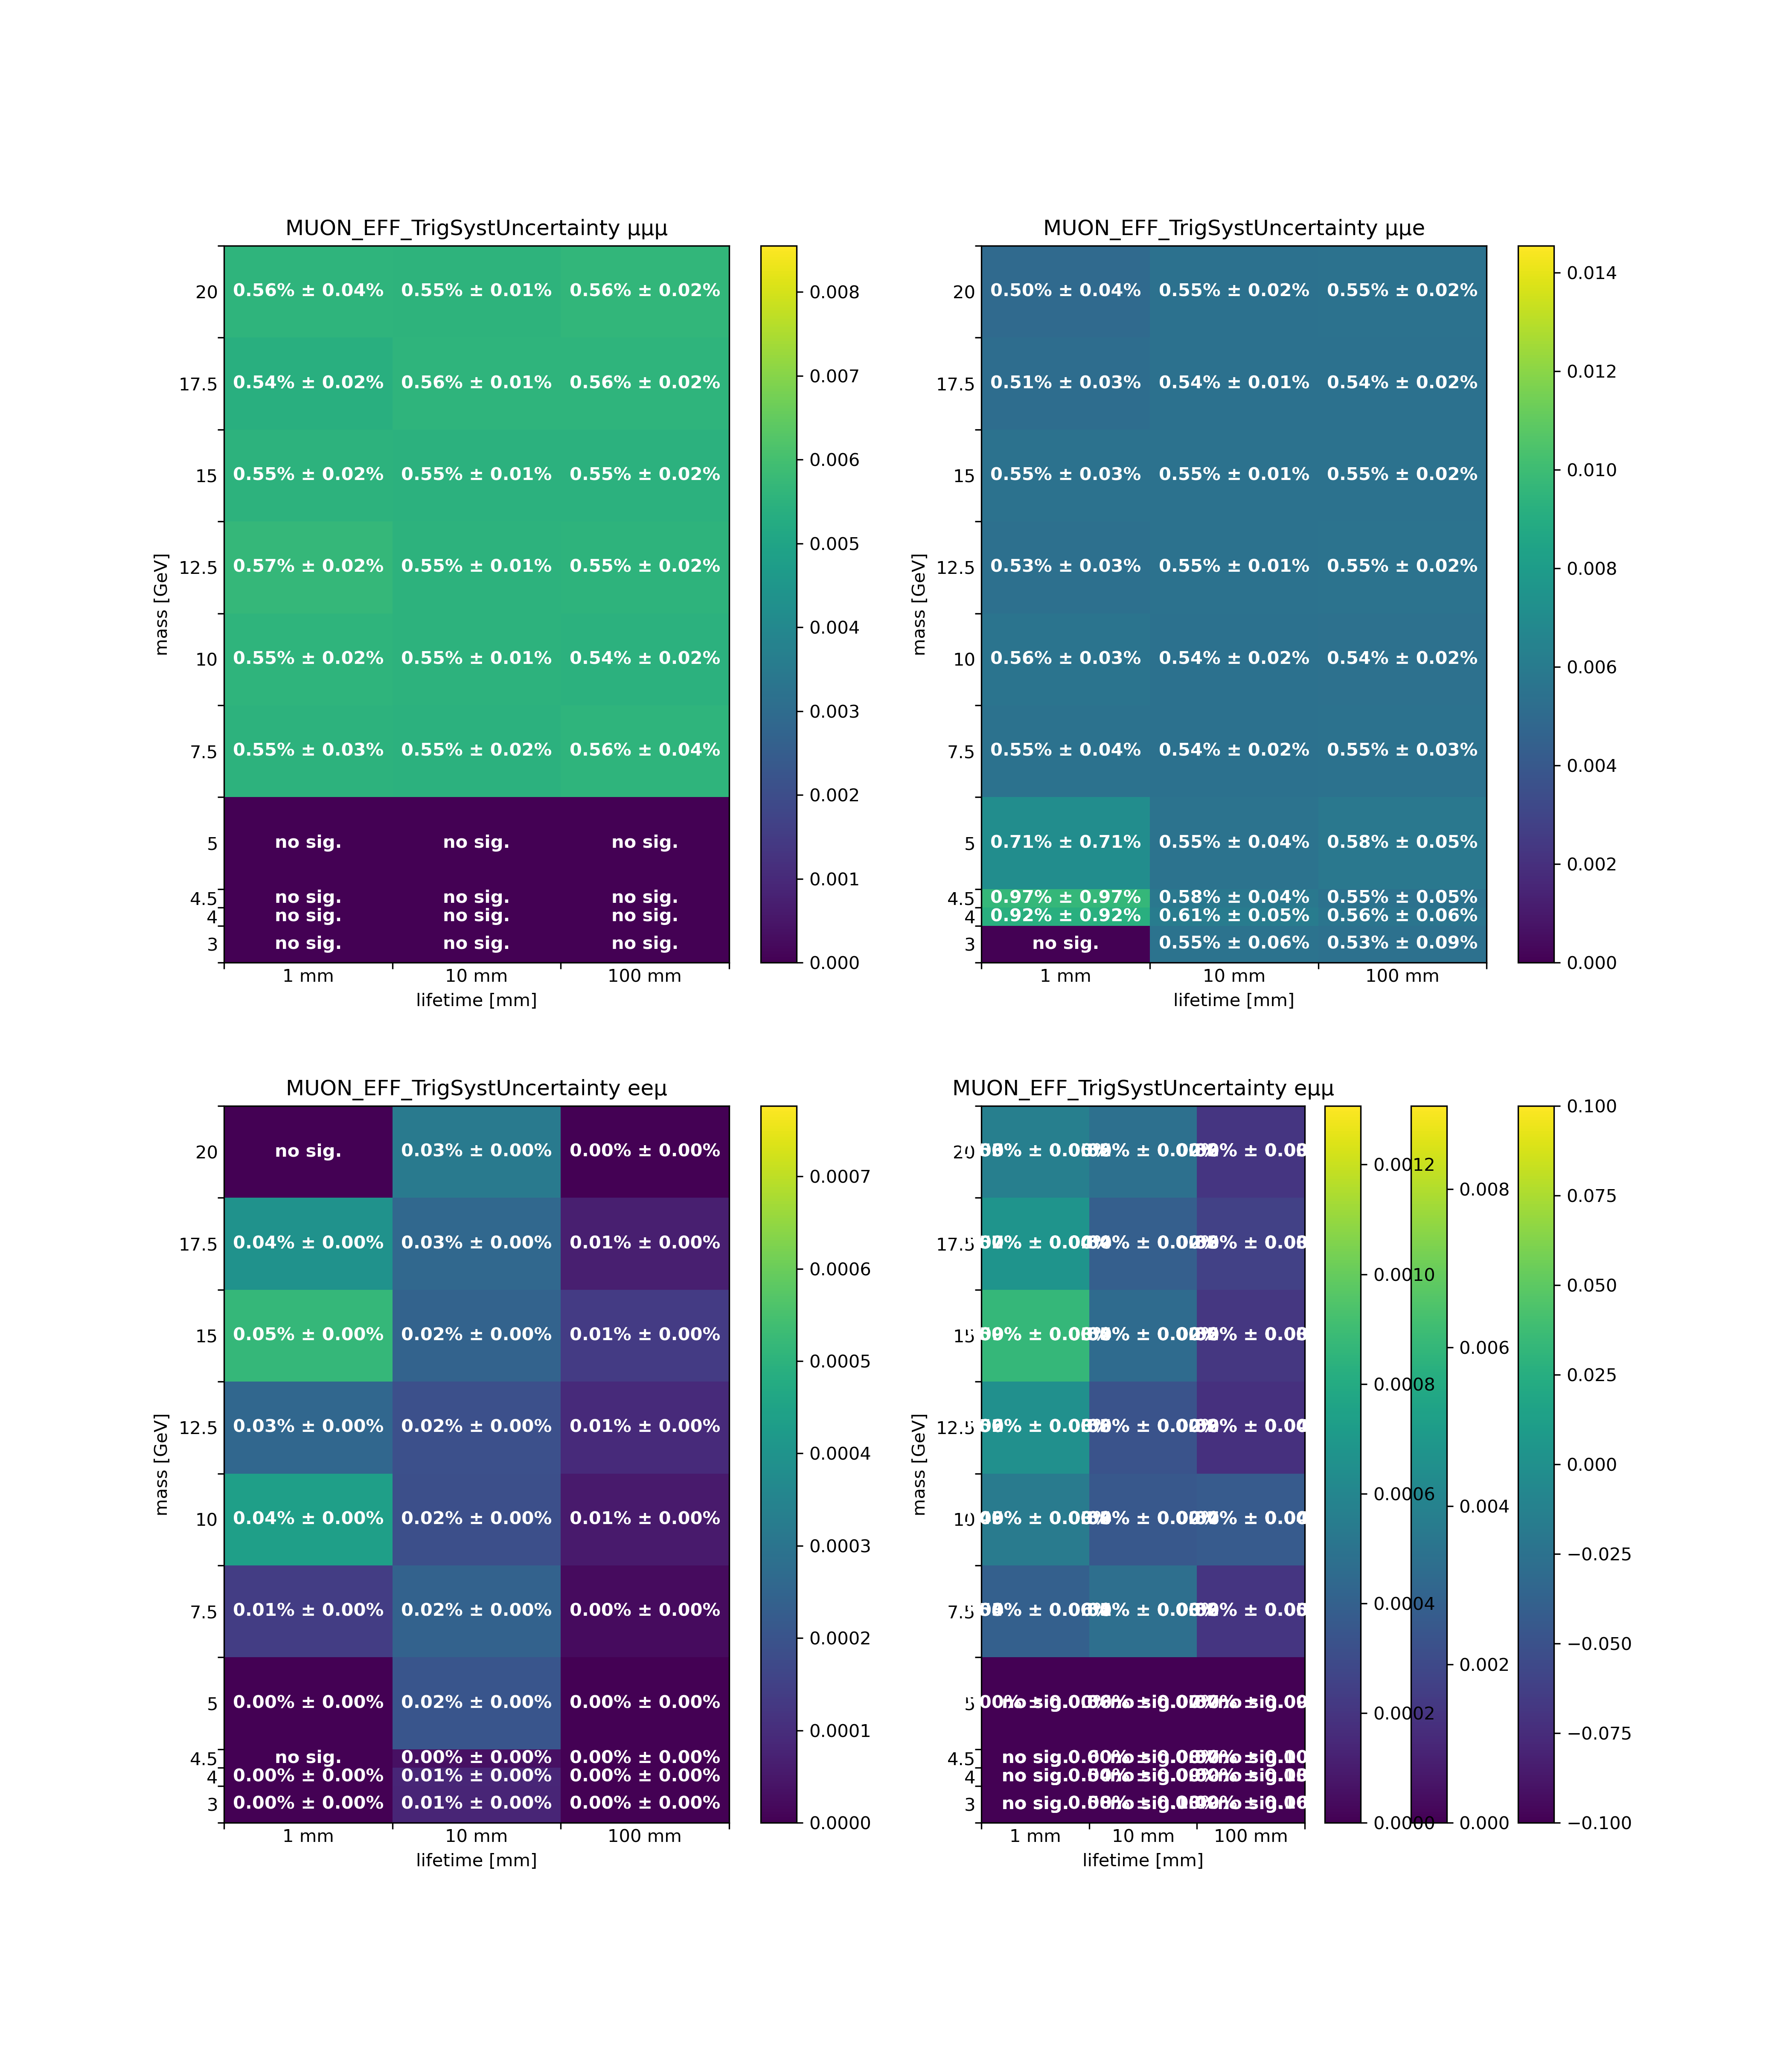 MUON_EFF_TrigSystUncertainty μμμ
20 0.56% ± 0.04% 0.55% ± 0.01% 0.56% ± 0.02%
17.5 0.54% ± 0.02% 0.56% ± 0.01% 0.56% ± 0.02%
15 0.55% ± 0.02% 0.55% ± 0.01% 0.55% ± 0.02%
12.5 0.57% ± 0.02% 0.55% ± 0.01% 0.55% ± 0.02%
10 0.55% ± 0.02% 0.55% ± 0.01% 0.54% ± 0.02%
7.5 0.55% ± 0.03% 0.55% ± 0.02% 0.56% ± 0.04%
5 no sig. no sig. no sig.
4.5 no sig. no sig. no sig.
4 no sig. no sig. no sig.
3 no sig. no sig. no sig.
mass [GeV]
1 mm 10 mm 100 mm
lifetime [mm]
0.008
0.007
0.006
0.005
0.004
0.003
0.002
0.001
0.000
MUON_EFF_TrigSystUncertainty μμe
20 0.50% ± 0.04% 0.55% ± 0.02% 0.55% ± 0.02%
17.5 0.51% ± 0.03% 0.54% ± 0.01% 0.54% ± 0.02%
15 0.55% ± 0.03% 0.55% ± 0.01% 0.55% ± 0.02%
12.5 0.53% ± 0.03% 0.55% ± 0.01% 0.55% ± 0.02%
10 0.56% ± 0.03% 0.54% ± 0.02% 0.54% ± 0.02%
7.5 0.55% ± 0.04% 0.54% ± 0.02% 0.55% ± 0.03%
5 0.71% ± 0.71% 0.55% ± 0.04% 0.58% ± 0.05%
4.5 0.97% ± 0.97% 0.58% ± 0.04% 0.55% ± 0.05%
4 0.92% ± 0.92% 0.61% ± 0.05% 0.56% ± 0.06%
3 no sig. 0.55% ± 0.06% 0.53% ± 0.09%
mass [GeV]
1 mm 10 mm 100 mm
lifetime [mm]
0.014
0.012
0.010
0.008
0.006
0.004
0.002
0.000
MUON_EFF_TrigSystUncertainty eeμ
20 no sig. 0.03% ± 0.00% 0.00% ± 0.00%
17.5 0.04% ± 0.00% 0.03% ± 0.00% 0.01% ± 0.00%
15 0.05% ± 0.00% 0.02% ± 0.00% 0.01% ± 0.00%
12.5 0.03% ± 0.00% 0.02% ± 0.00% 0.01% ± 0.00%
10 0.04% ± 0.00% 0.02% ± 0.00% 0.01% ± 0.00%
7.5 0.01% ± 0.00% 0.02% ± 0.00% 0.00% ± 0.00%
5 0.00% ± 0.00% 0.02% ± 0.00% 0.00% ± 0.00%
4.5 no sig. 0.00% ± 0.00% 0.00% ± 0.00%
4 0.00% ± 0.00% 0.01% ± 0.00% 0.00% ± 0.00%
3 0.00% ± 0.00% 0.01% ± 0.00% 0.00% ± 0.00%
mass [GeV]
1 mm 10 mm 100 mm
lifetime [mm]
0.0007
0.0006
0.0005
0.0004
0.0003
0.0002
0.0001
0.0000
MUON_EFF_TrigSystUncertainty eμμ
20
17.5
15
12.5
10
7.5
5
4.5 no sig.
4 no sig.
3 no sig.
mass [GeV]
1 mm 10 mm 100 mm
lifetime [mm]
0.0012
0.0010
0.0008
0.0006
0.0004
0.0002
0.0000
0.008
0.006
0.004
0.002
0.000
0.100
0.075
0.050
0.025
0.000
−0.025
−0.050
−0.075
−0.100